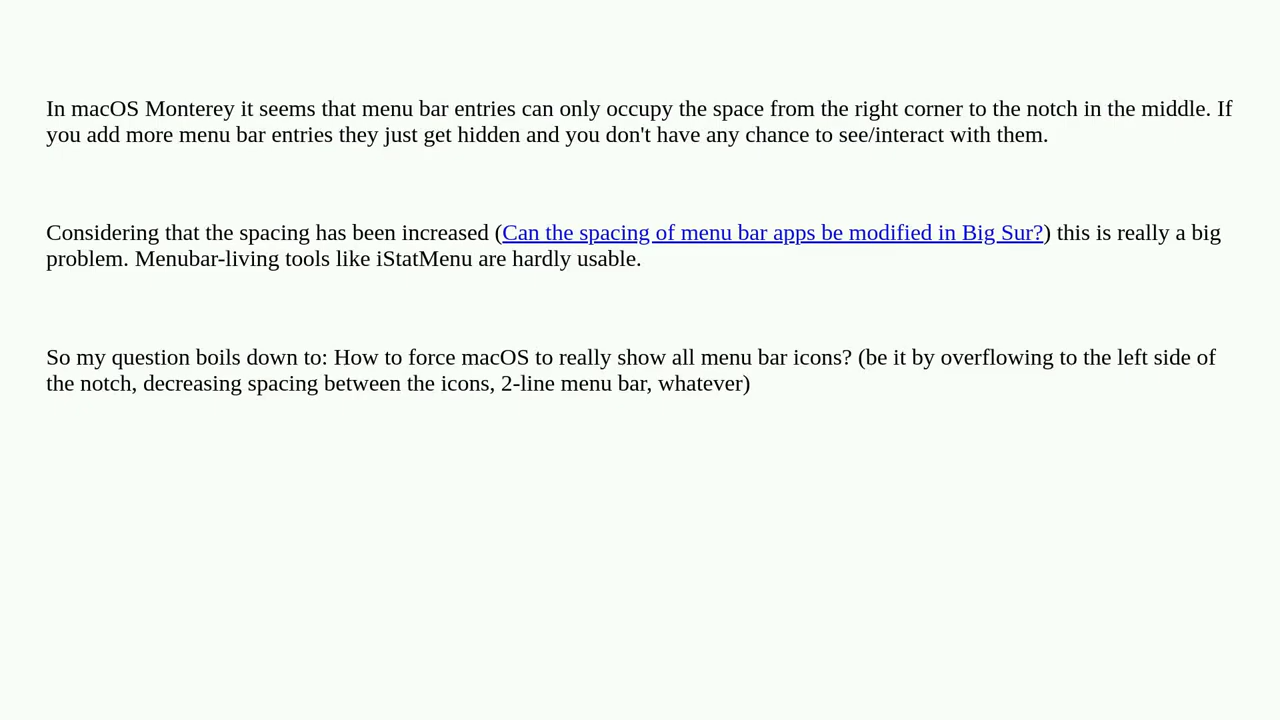 In macOS Monterey it seems that menu bar entries can only occupy the space from the right corner to the notch in the middle. If
you add more menu bar entries they just get hidden and you don't have any chance to see/interact with them.
Considering that the spacing has been increased (Can the spacing of menu bar apps be modified in Big Sur?) this is really a big
problem. Menubar-living tools like iStatMenu are hardly usable.
So my question boils down to: How to force macOS to really show all menu bar icons? (be it by overflowing to the left side of
the notch, decreasing spacing between the icons, 2-line menu bar, whatever)